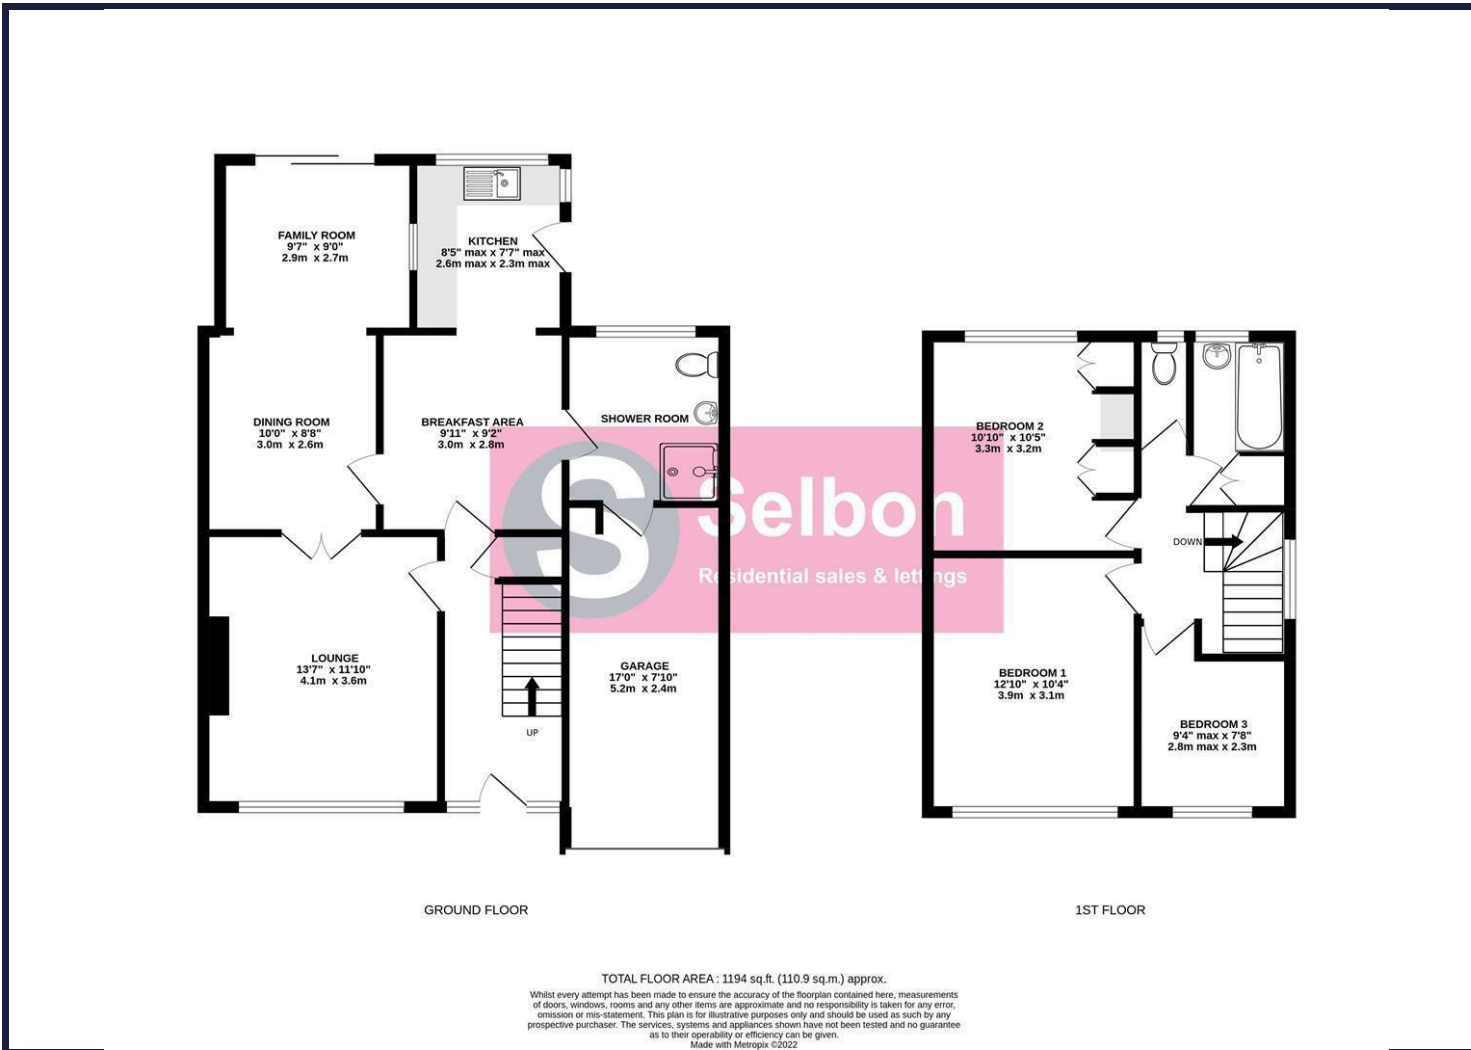 FAMILY ROOM
9'7" x 9'0"
2.9m x 2.7m
KITCHEN
8'5" max x 7'7" max
2.6m max x 2.3m max
DINING ROOM
10'0" x 8'8"
3.0m x 2.6m
BREAKFAST AREA
9'11" x 9'2"
3.0m x 2.8m
SHOWER ROOM
LOUNGE
13'7" x 11'10"
4.1m x 3.6m
UP
GARAGE
17'0" x 7'10"
5.2m x 2.4m
S Selbon
Residential sales & lettings
BEDROOM 2
10'10" x 10'5"
3.3m x 3.2m
DOWN
BEDROOM 1
12'10" x 10'4"
3.9m x 3.1m
BEDROOM 3
9'4" max x 7'8"
2.8m max x 2.3m
GROUND FLOOR
1ST FLOOR
TOTAL FLOOR AREA : 1194 sq.ft. (110.9 sq.m.) approx.
Whilst every attempt has been made to ensure the accuracy of the floorplan contained here, measurements
of doors, windows, rooms and any other items are approximate and no responsibility is taken for any error,
omission or mis-statement. This plan is for illustrative purposes only and should be used as such by any
prospective purchaser. The services, systems and appliances shown have not been tested and no guarantee
as to their operability or efficiency can be given.
Made with Metropix ©2022